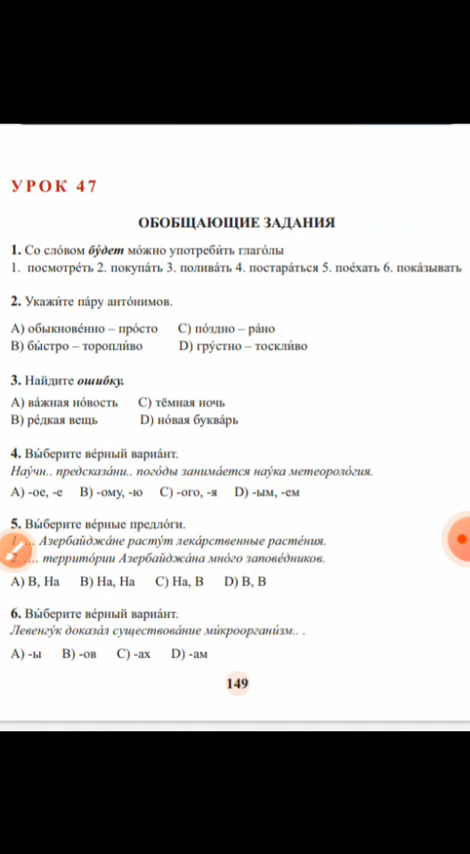 УРОК 47
ОБОБЩАЮЩИЕ ЗАДАНИЯ
1. Со сло́вом бу́дет мо́жно употреби́ть глаго́лы
1. посмотре́ть 2. покупа́ть 3. полива́ть 4. постара́ться 5. пое́хать 6. пока́зывать
2. Укажи́те па́ру анто́нимов.
А) обыкнове́нно – про́сто C) по́здно – ра́но
B) бы́стро – торопли́во D) гру́стно – тоскли́во
3. Найди́те оши́бку.
А) ва́жная но́вость C) тёмная ночь
B) ре́дкая вещь D) но́вая буква́рь
4. Вы́берите ве́рный вариа́нт.
Нау́чн.. предсказа́ни.. пого́ды занима́ется нау́ка метеороло́гия.
А) -ое, -е B) -ому, -ю C) -ого, -я D) -ым, -ем
5. Вы́берите ве́рные предло́ги.
Азербайджа́не расту́т лека́рственные расте́ния.
2. .... террито́рии Азербайджа́на мно́го запове́дников.
А) В, На B) На, На C) На, В D) В, В
6. Вы́берите ве́рный вариа́нт.
Левенгу́к доказа́л существова́ние ми́кроорганй́зм.. .
А) -ы B) -ов C) -ах D) -ам
149